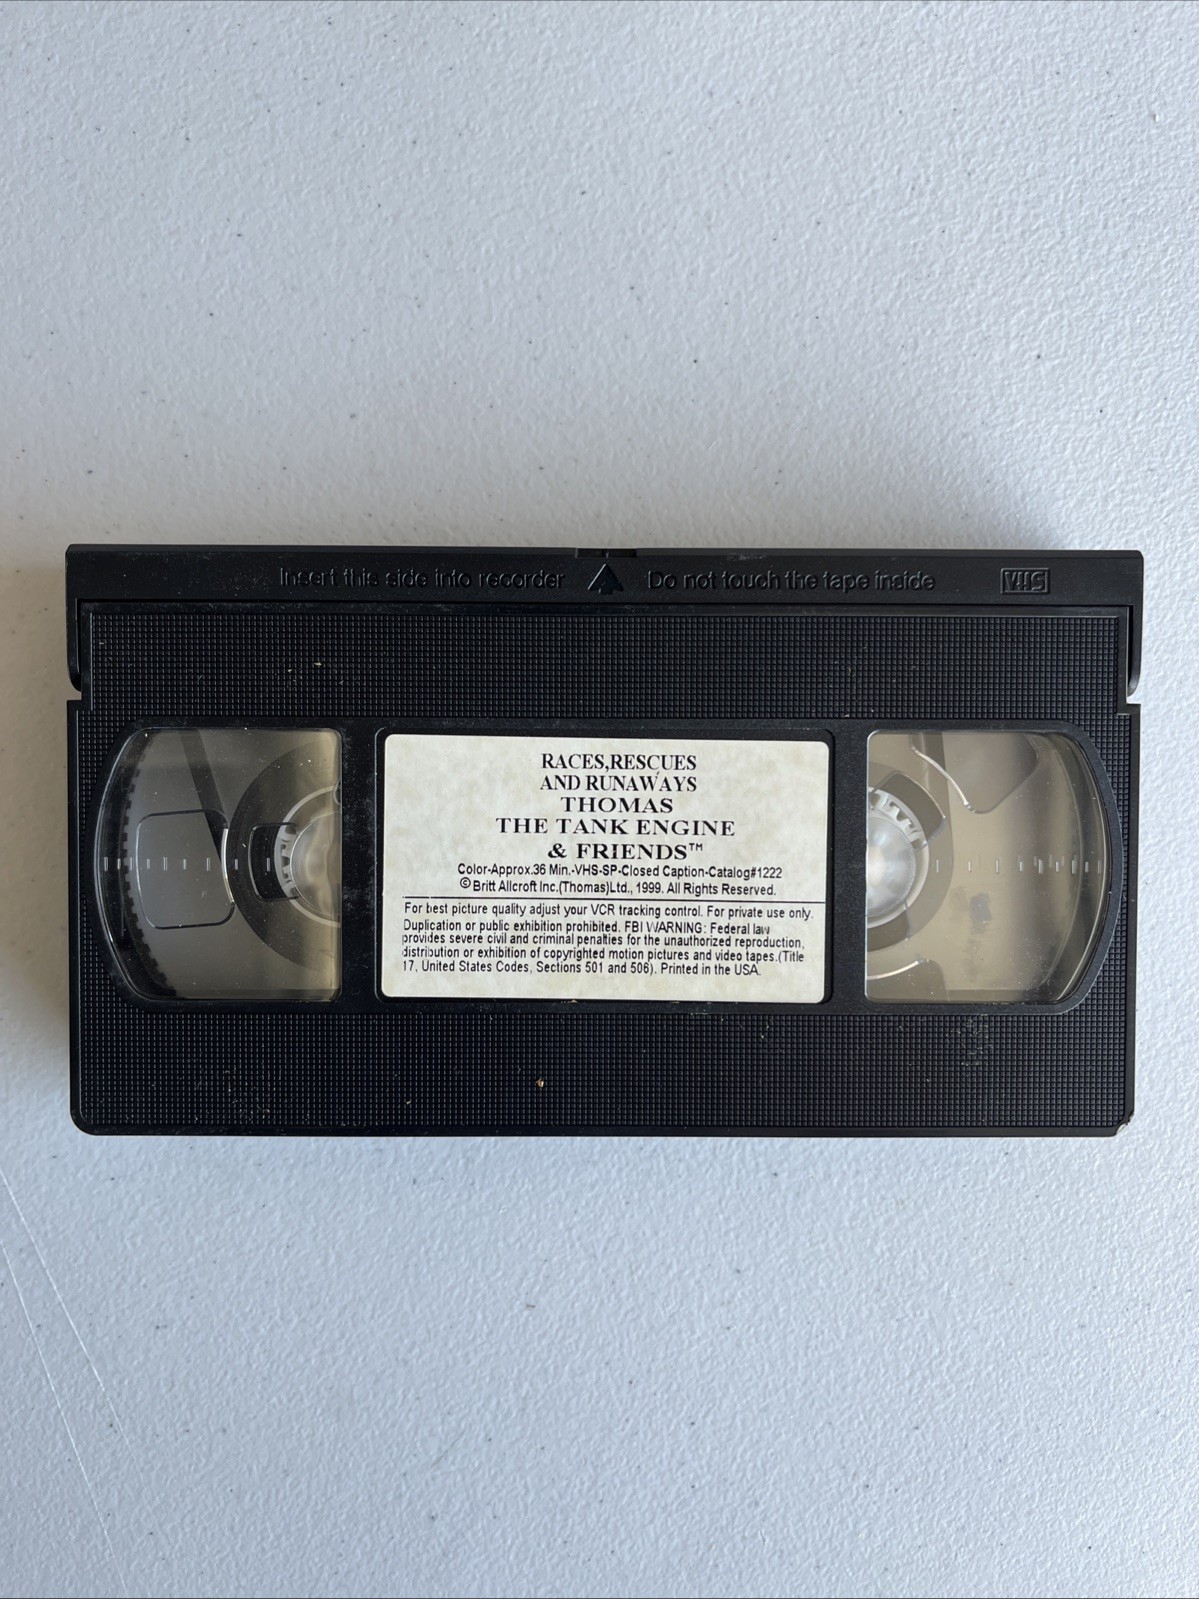 Insert this side into recorder Do not touch the tape inside VHS
RACES,RESCUES
AND RUNAWAYS
THOMAS
THE TANK ENGINE
& FRIENDS™
Color-Approx.36 Min.-VHS-SP-Closed Caption-Catalog#1222
© Britt Allcroft Inc.(Thomas)Ltd., 1999. All Rights Reserved.
For best picture quality adjust your VCR tracking control. For private use only.
Duplication or public exhibition prohibited. FBI WARNING: Federal law
provides severe civil and criminal penalties for the unauthorized reproduction,
distribution or exhibition of copyrighted motion pictures and video tapes.(Title
17, United States Codes, Sections 501 and 506). Printed in the USA.